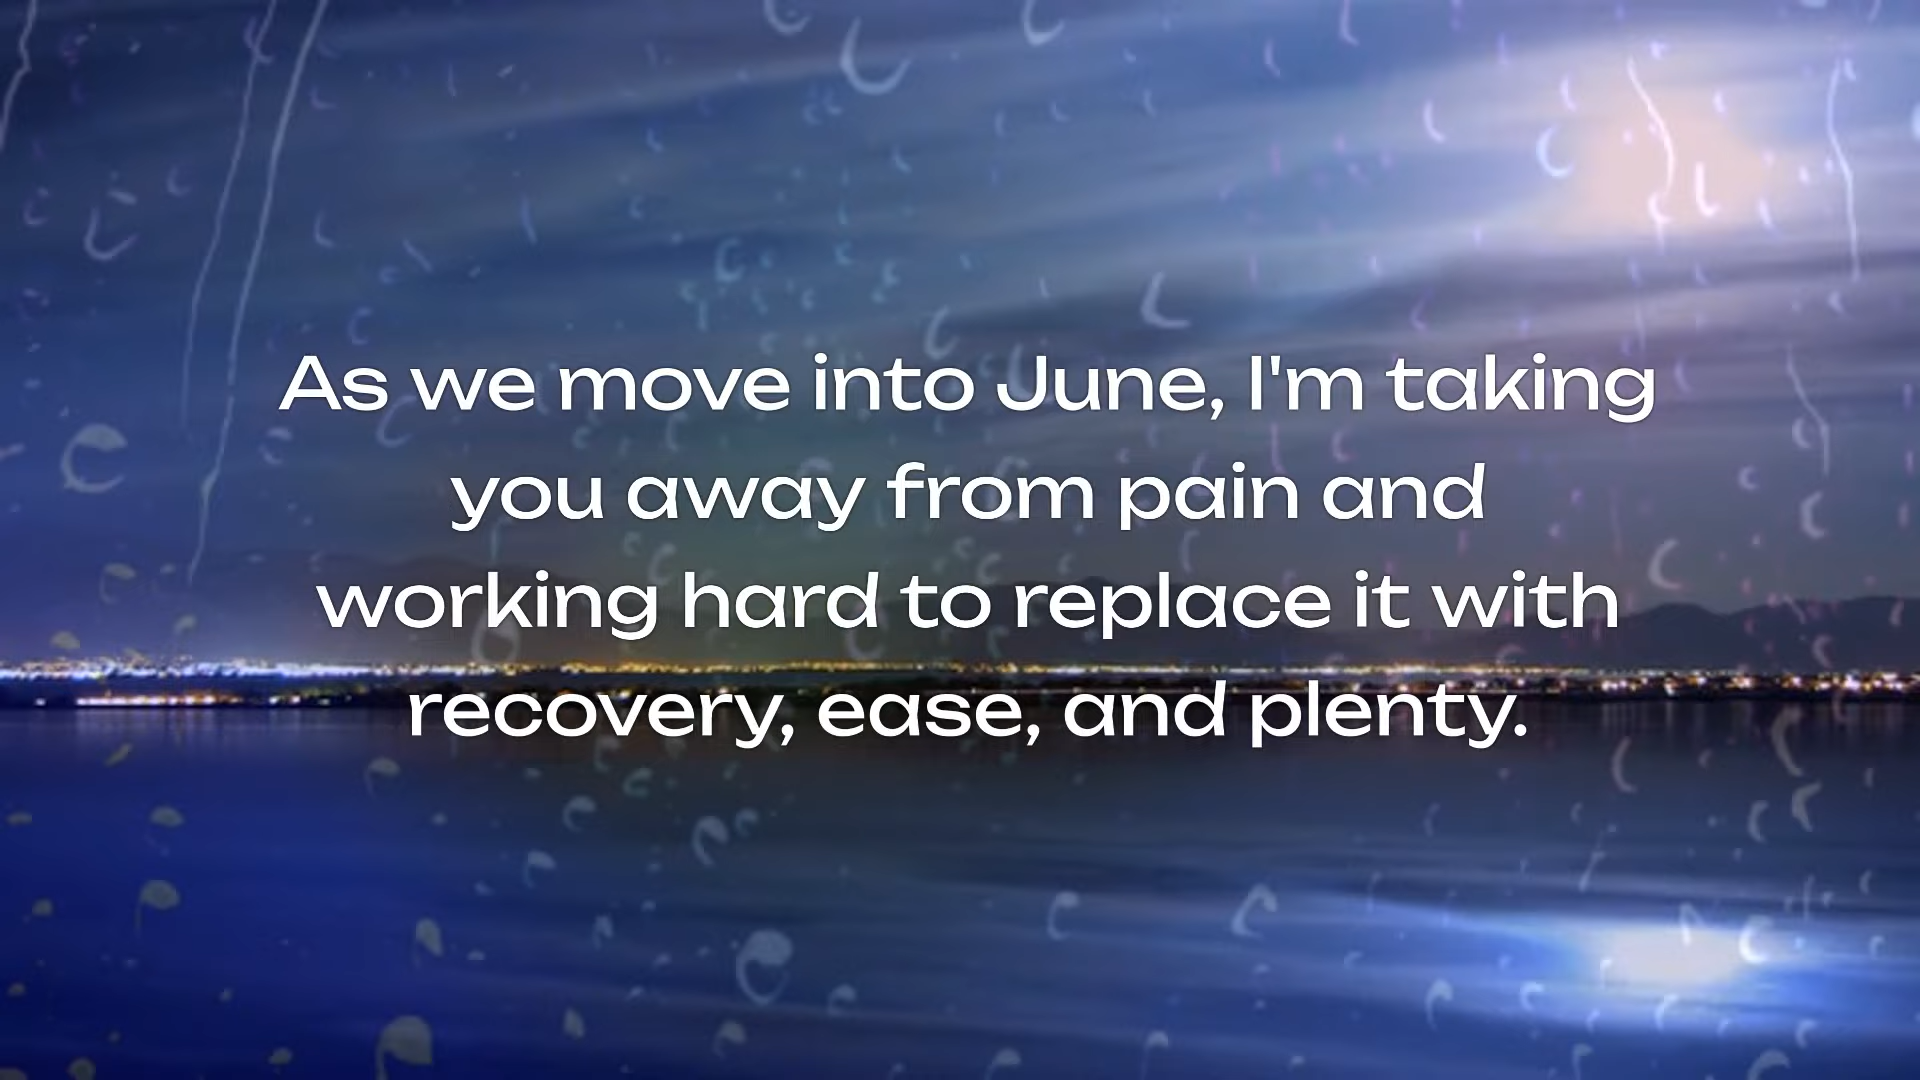 As we move into June, I'm taking
you away from pain and
working hard to replace it with
recovery, ease, and plenty.